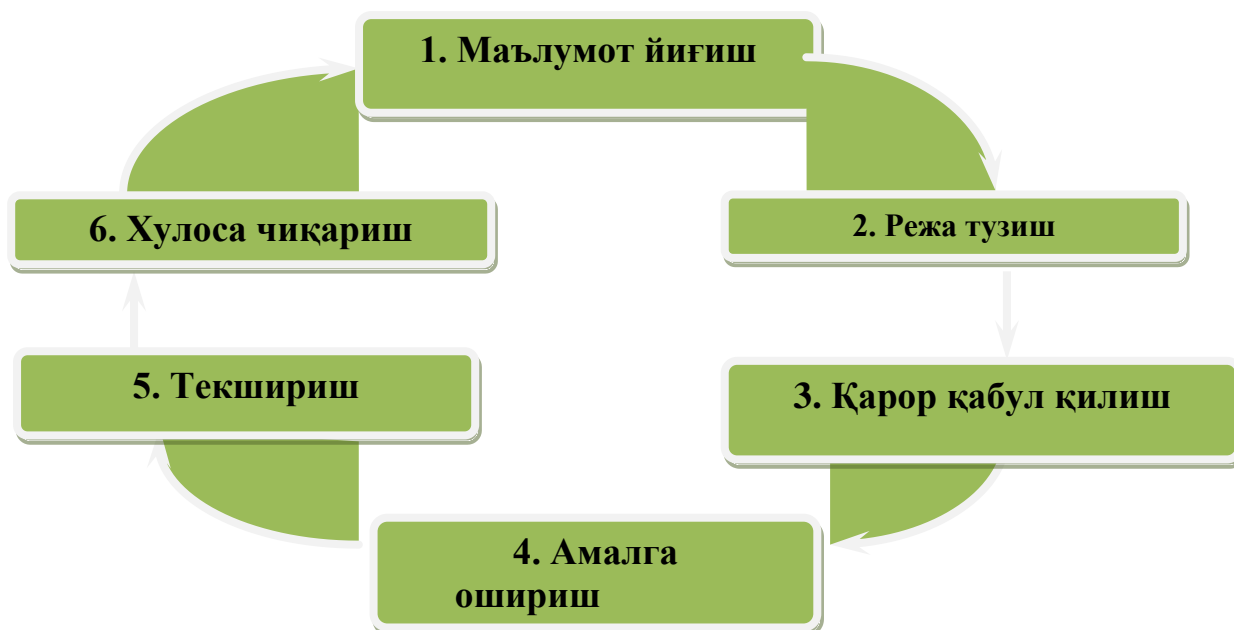 1. Маълумот йиғиш
2. Режа тузиш
3. Қарор қабул қилиш
4. Амалга
ошириш
5. Текшириш
6. Хулоса чиқариш